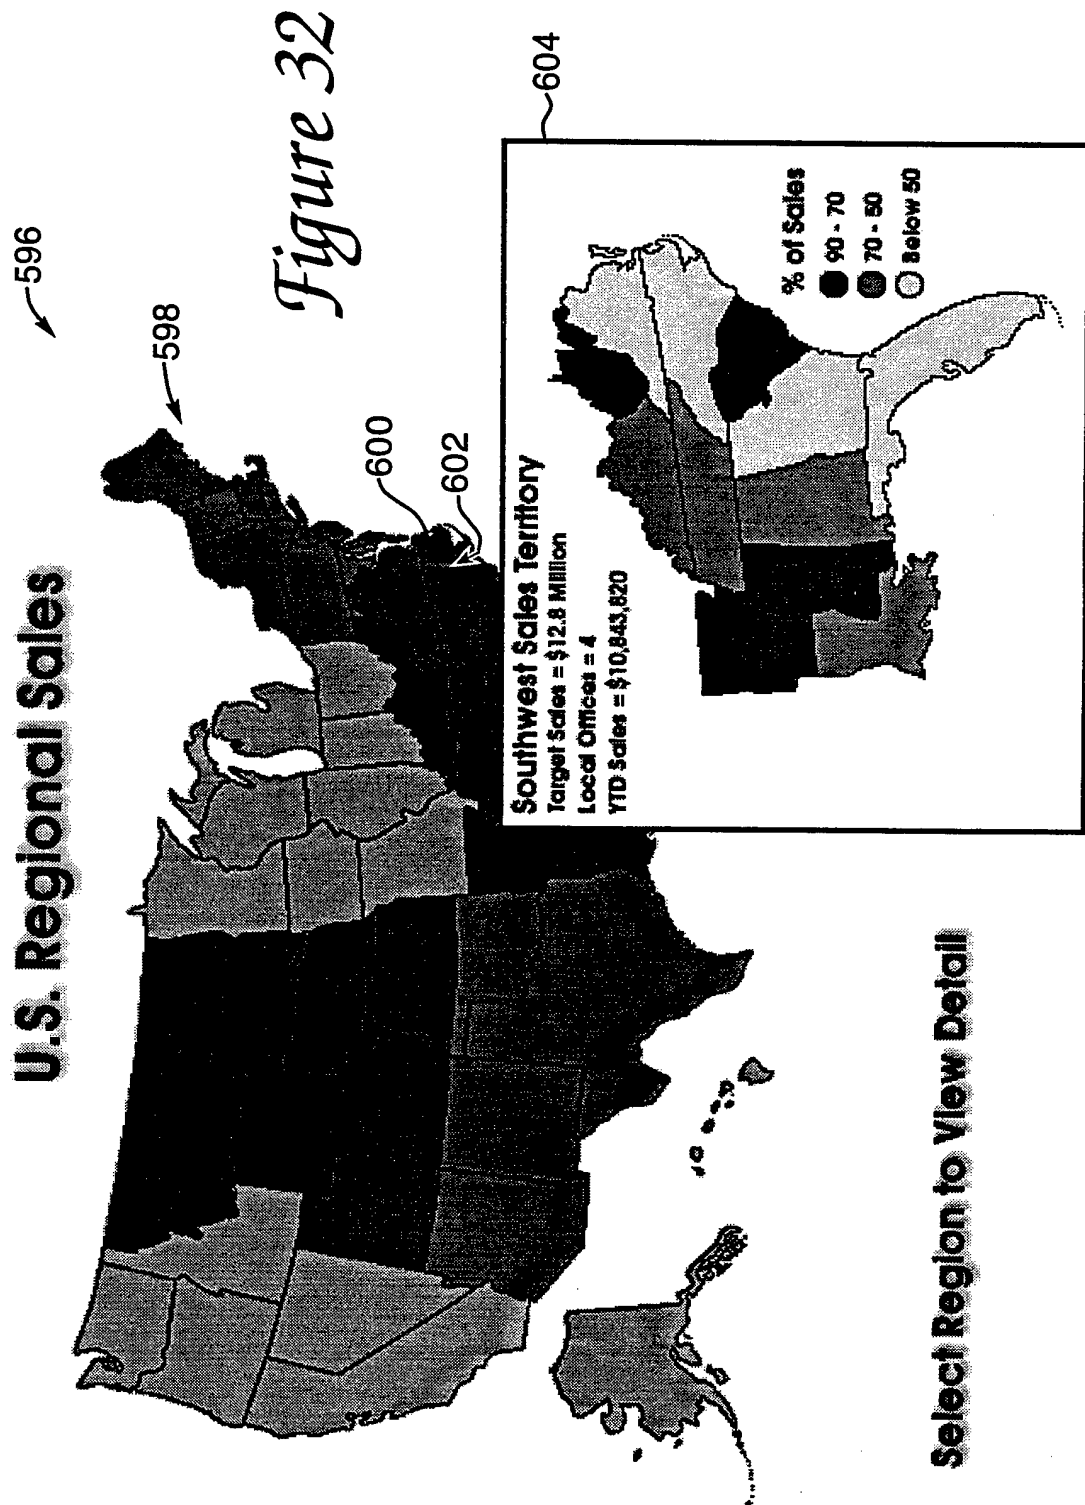 U.S. Regional Sales
596
598
600
602
Figure 32
604
Southwest Sales Territory
Target Sales = $12.8 Million
Local Offices = 4
YTD Sales = $10,843,820
% of Sales
90 - 70
70 - 50
Below 50
Select Region to View Detail